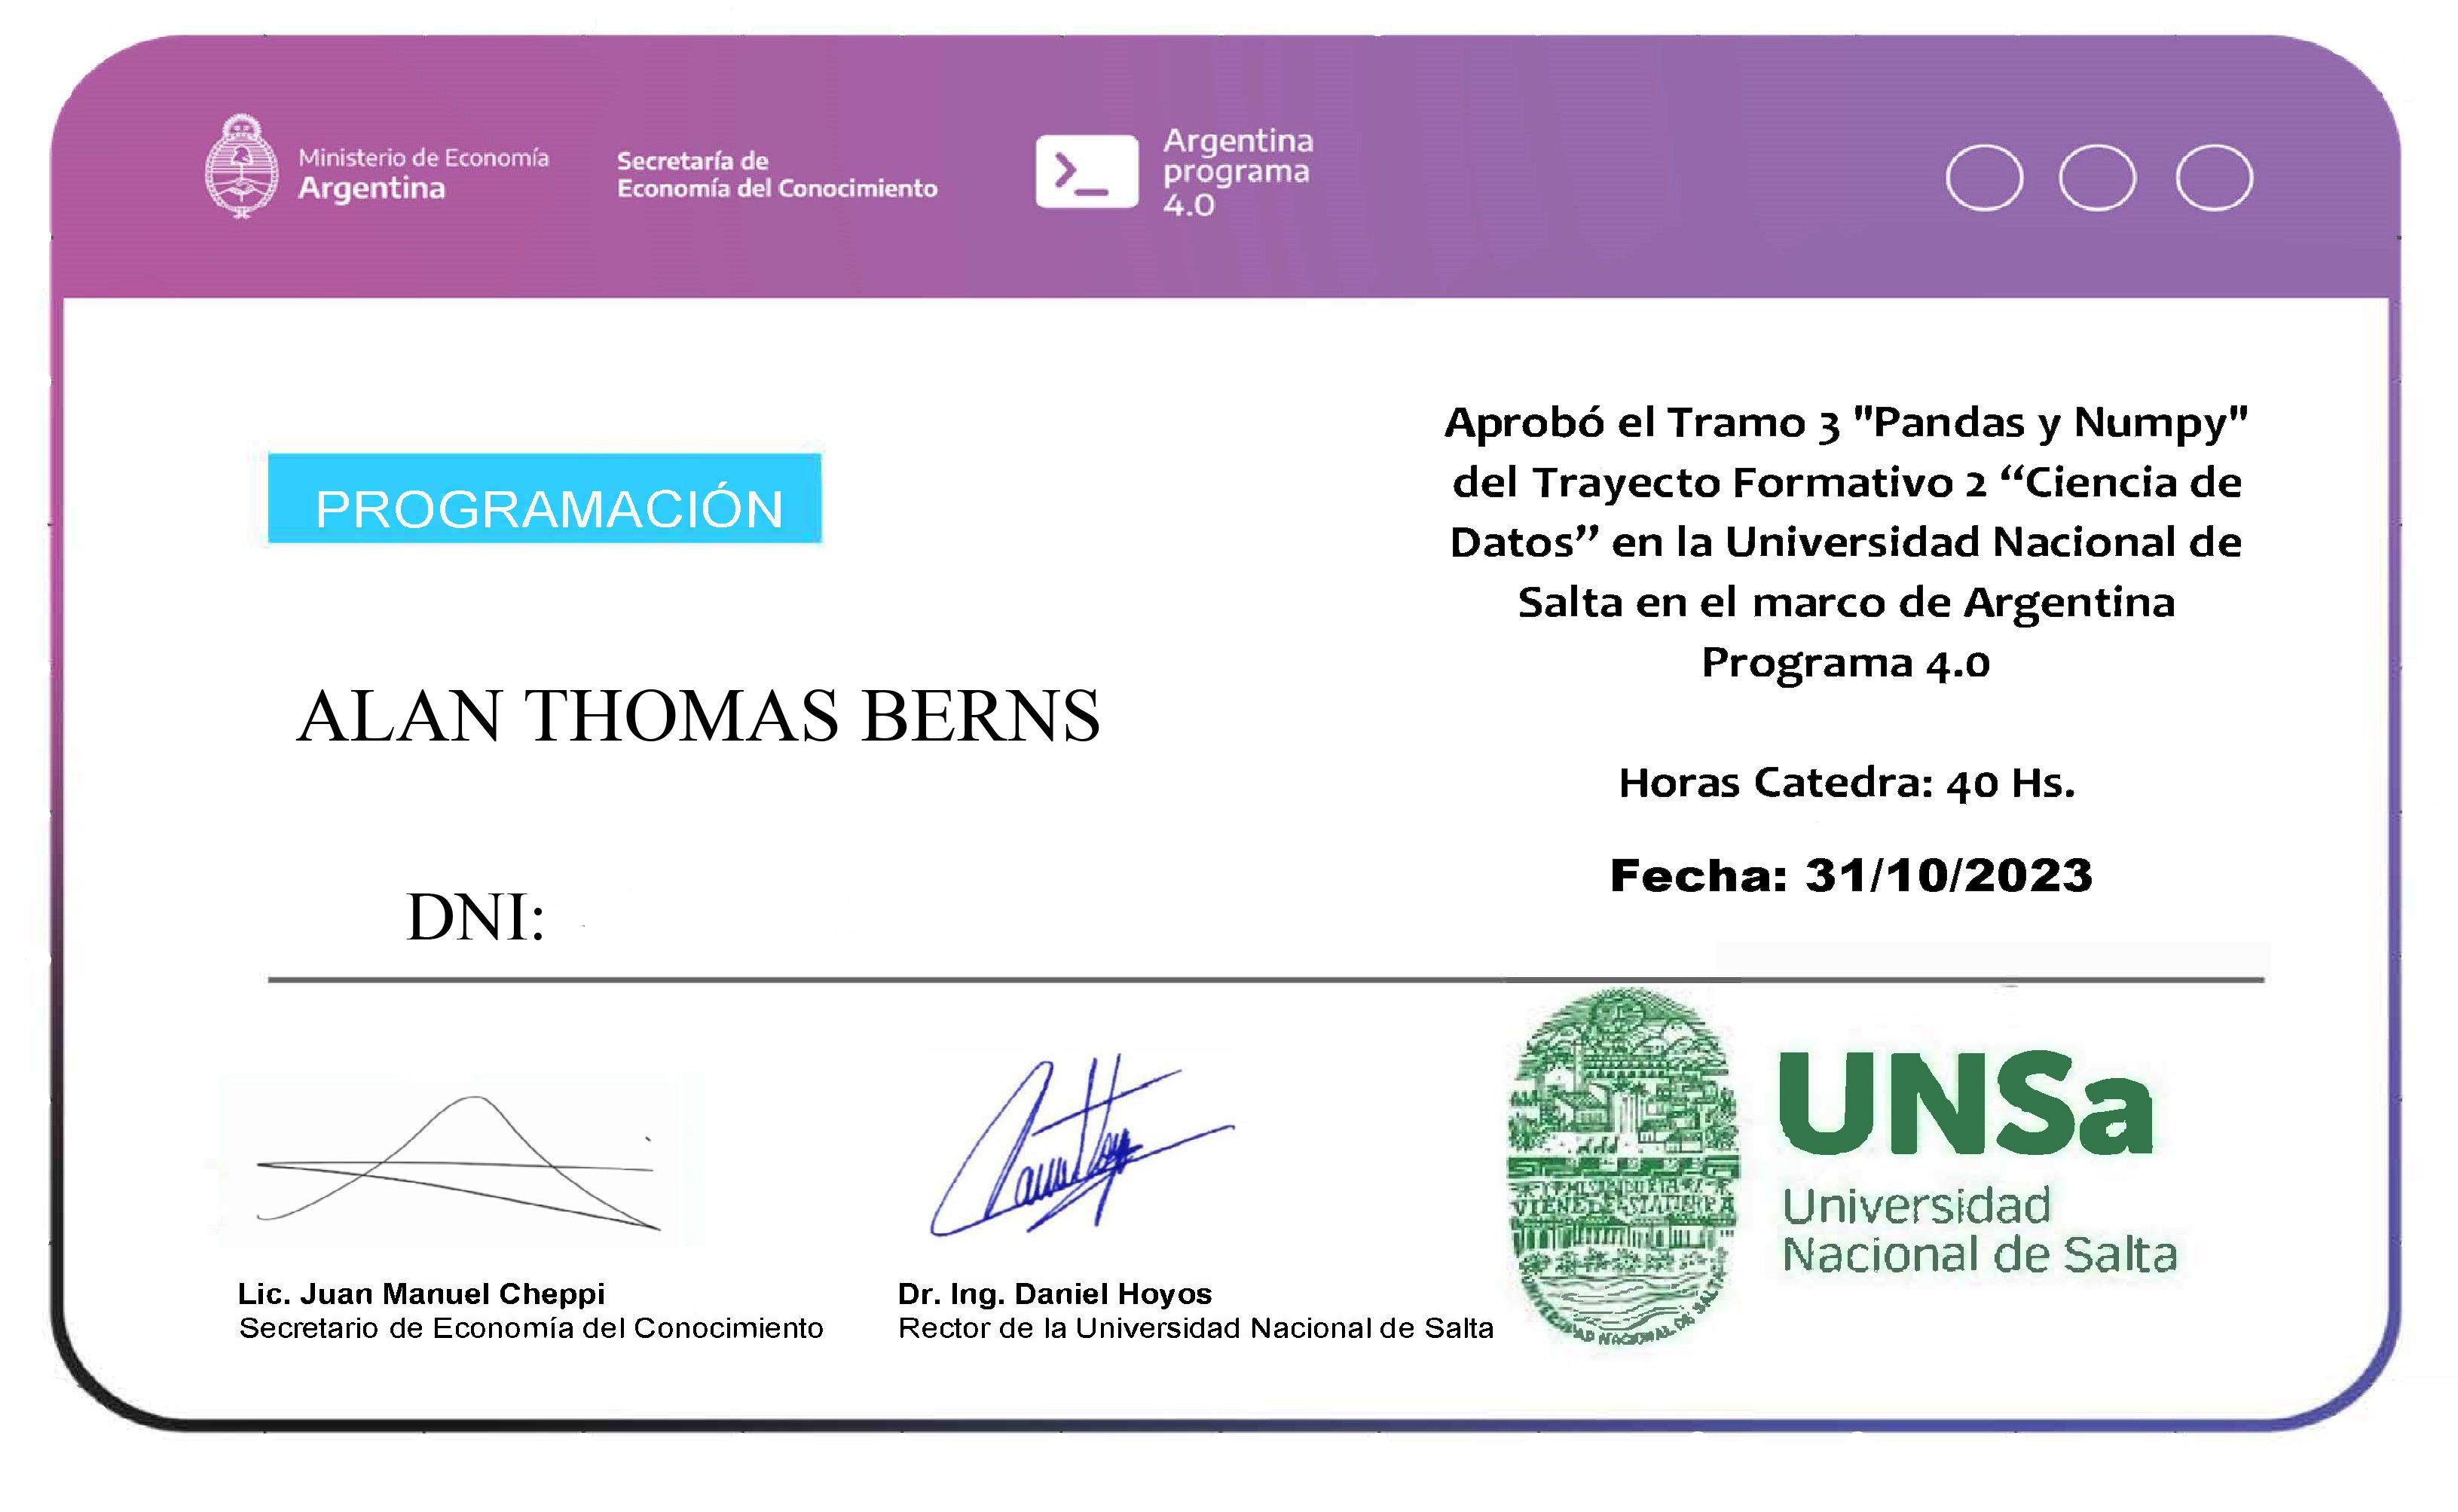 Ministerio de Economía
Argentina
Secretaría de
Economía del Conocimiento
Argentina
programa
4.0
PROGRAMACIÓN
ALAN THOMAS BERNS
DNI:
Aprobó el Tramo 3 "Pandas y Numpy"
del Trayecto Formativo 2 “Ciencia de
Datos” en la Universidad Nacional de
Salta en el marco de Argentina
Programa 4.0
Horas Catedra: 40 Hs.
Fecha: 31/10/2023
Lic. Juan Manuel Cheppi
Secretario de Economía del Conocimiento
Dr. Ing. Daniel Hoyos
Rector de la Universidad Nacional de Salta
UNSa
Universidad
Nacional de Salta